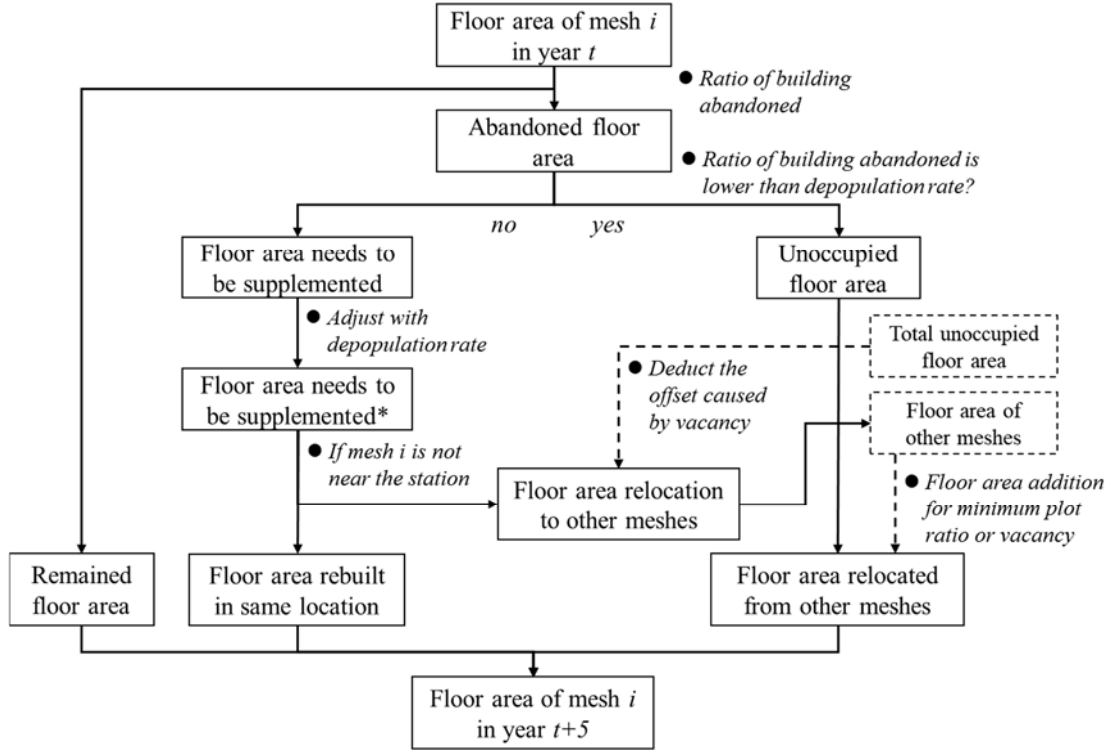 Floor area of mesh i
in year t
● Ratio of building
abandoned
Abandoned floor
area
● Ratio of building abandoned is
lower than depopulation rate?
no
yes
Floor area needs to
be supplemented
Unoccupied
floor area
● Adjust with
depopulation rate
Total unoccupied
floor area
● Deduct the
offset caused
by vacancy
Floor area needs to
be supplemented*
Floor area of
other meshes
● If mesh i is not
near the station
Floor area relocation
to other meshes
● Floor area addition
for minimum plot
ratio or vacancy
Remained
floor area
Floor area rebuilt
in same location
Floor area relocated
from other meshes
Floor area of mesh i
in year t+5